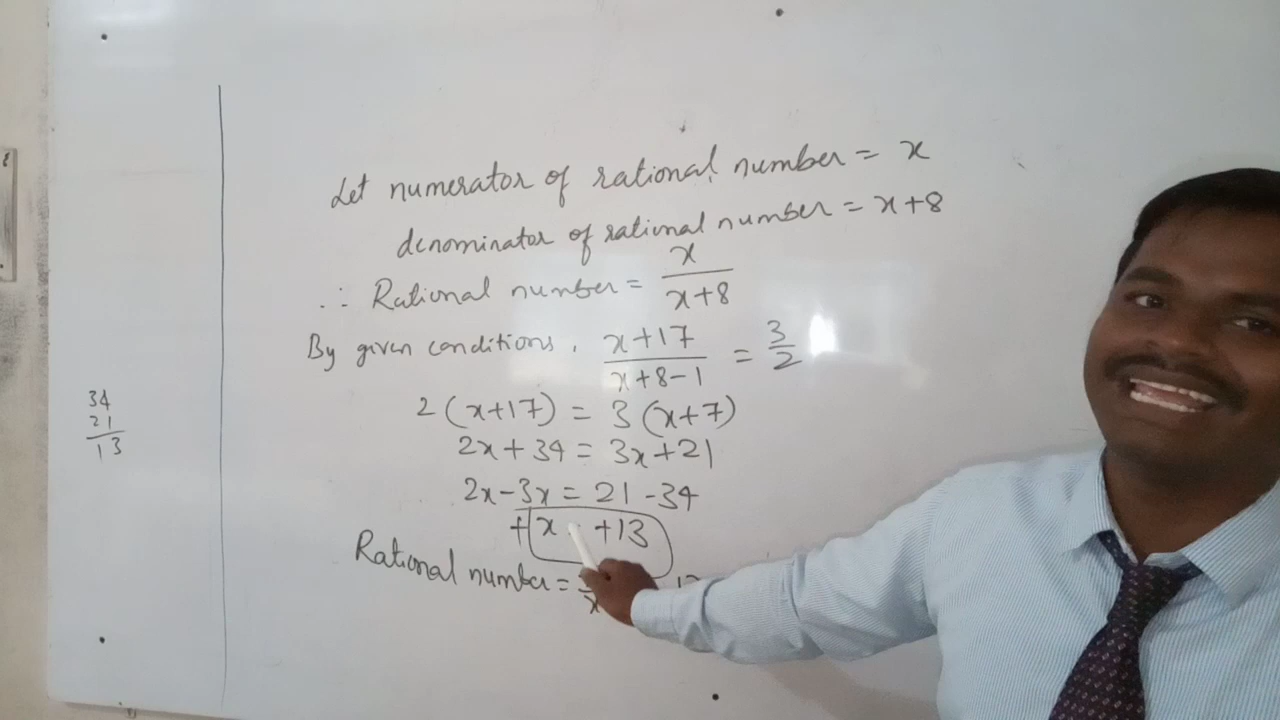 Let numerator of rational number = x
denominator of rational number = x+8
∴ Rational number = x/(x+8)
By given conditions, (x+17)/(x+8-1) = 3/2
2(x+17) = 3(x+7)
2x+34 = 3x+21
2x-3x = 21-34
+x +13
Rational number =
34
21
13